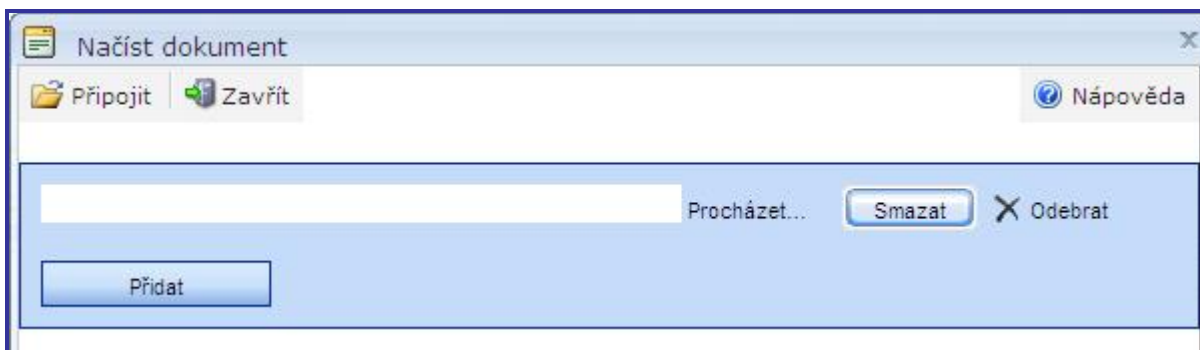 Načíst dokument
Připojit Zavřít Nápověda
Procházet... Smazat Odebrat
Přidat